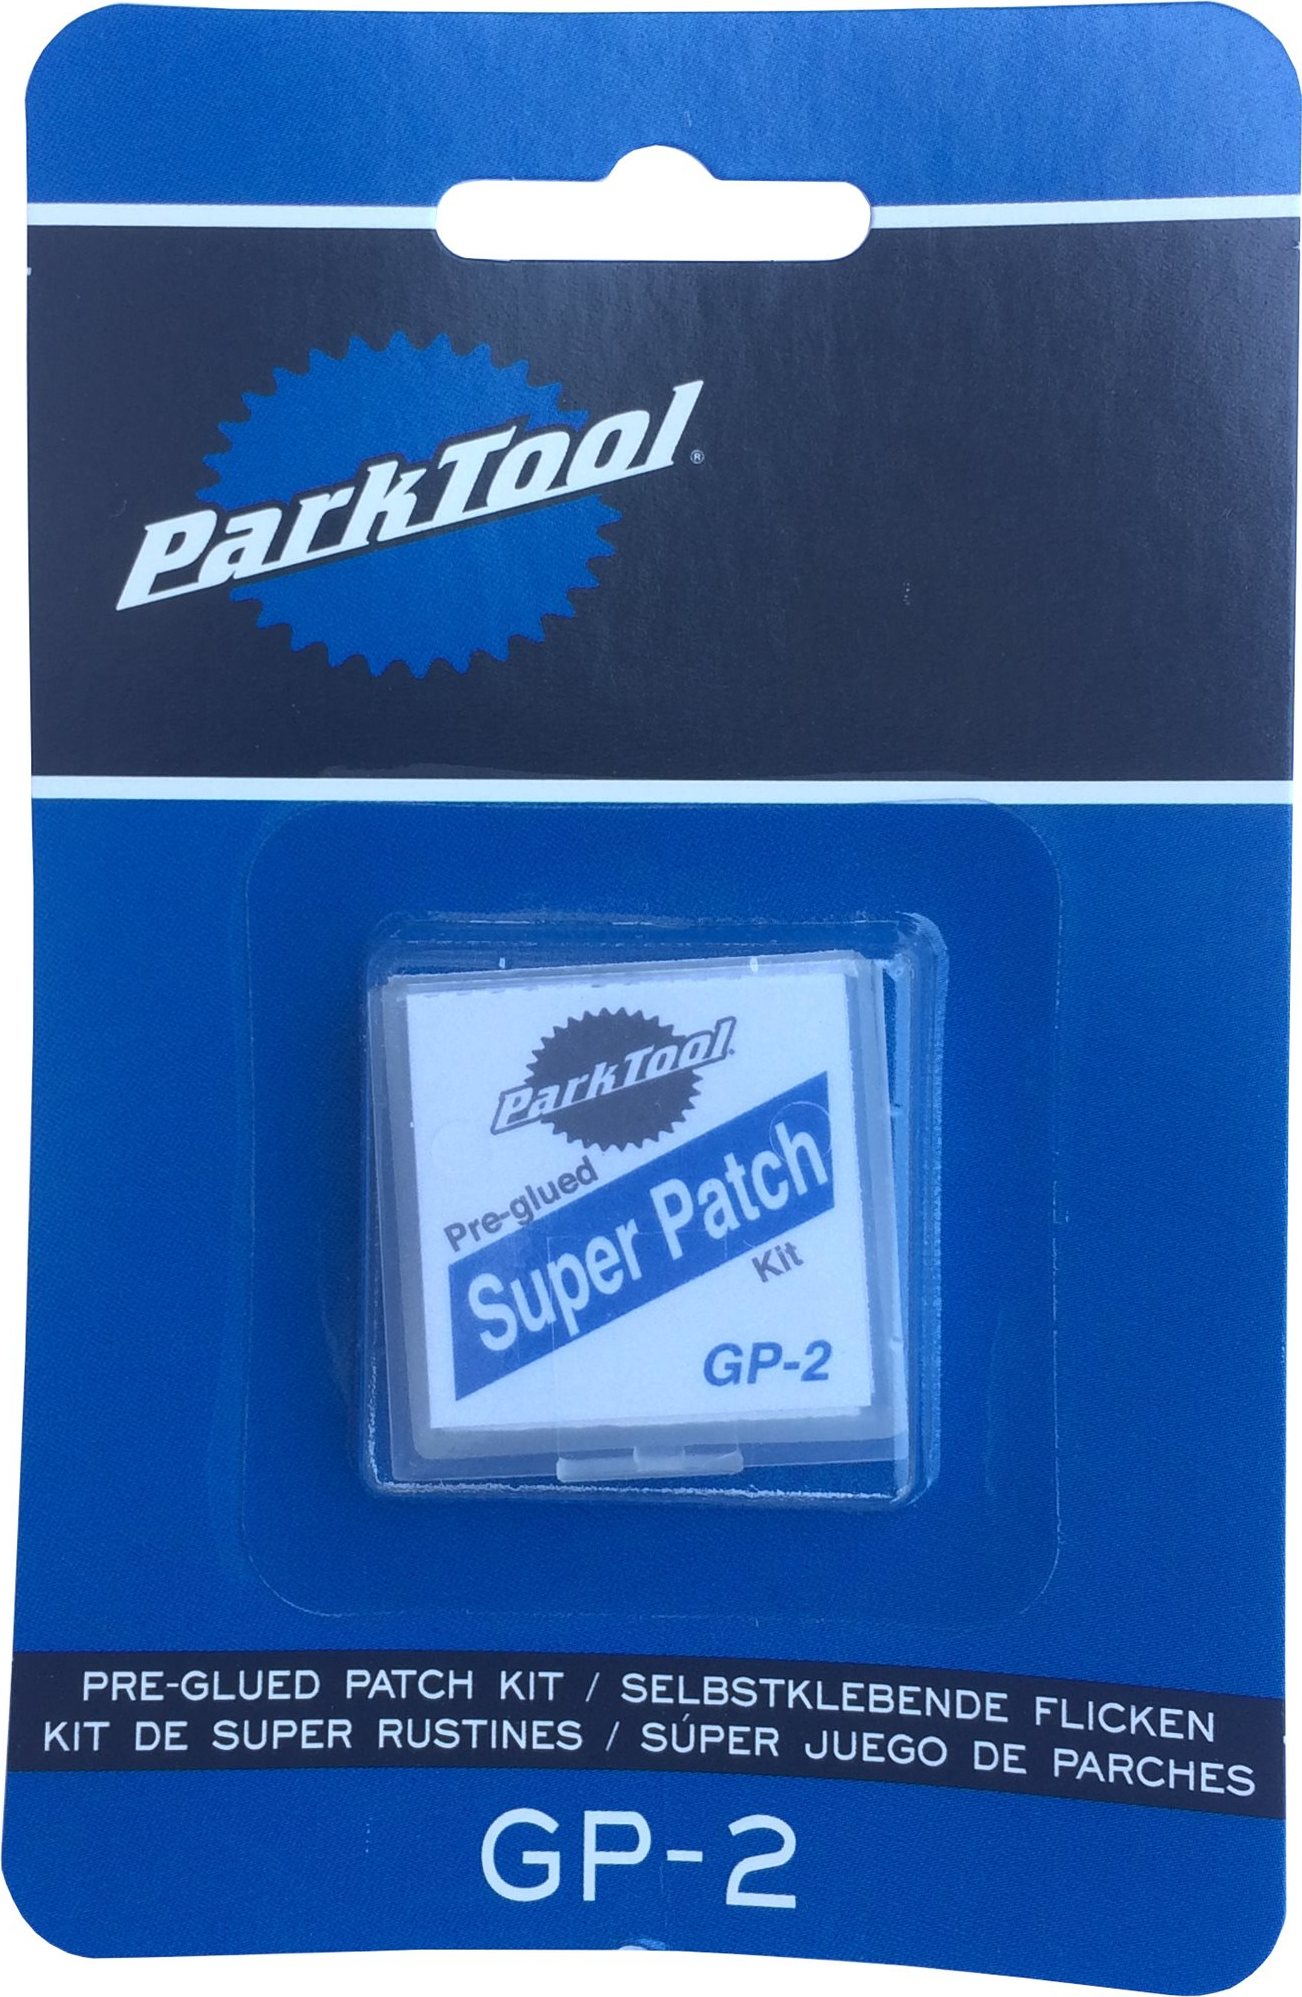 ParkTool®
ParkTool
Pre-glued
Super Patch
Kit
GP-2
PRE-GLUED PATCH KIT / SELBSTKLEBENDE FLICKEN
KIT DE SUPER RUSTINES / SÚPER JUEGO DE PARCHES
GP-2